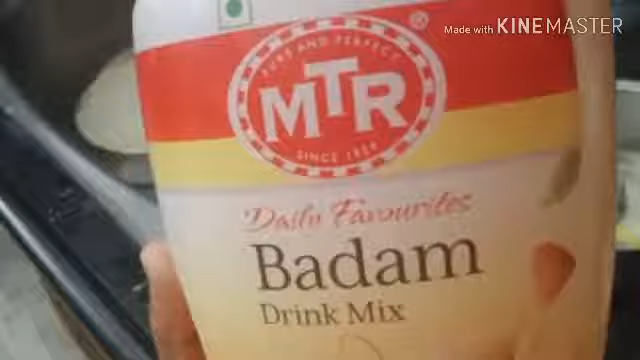 Made with KINEMASTER
PURE AND PERFECT
MTR
®
SINCE 1924
Daily Favourites
Badam
Drink Mix